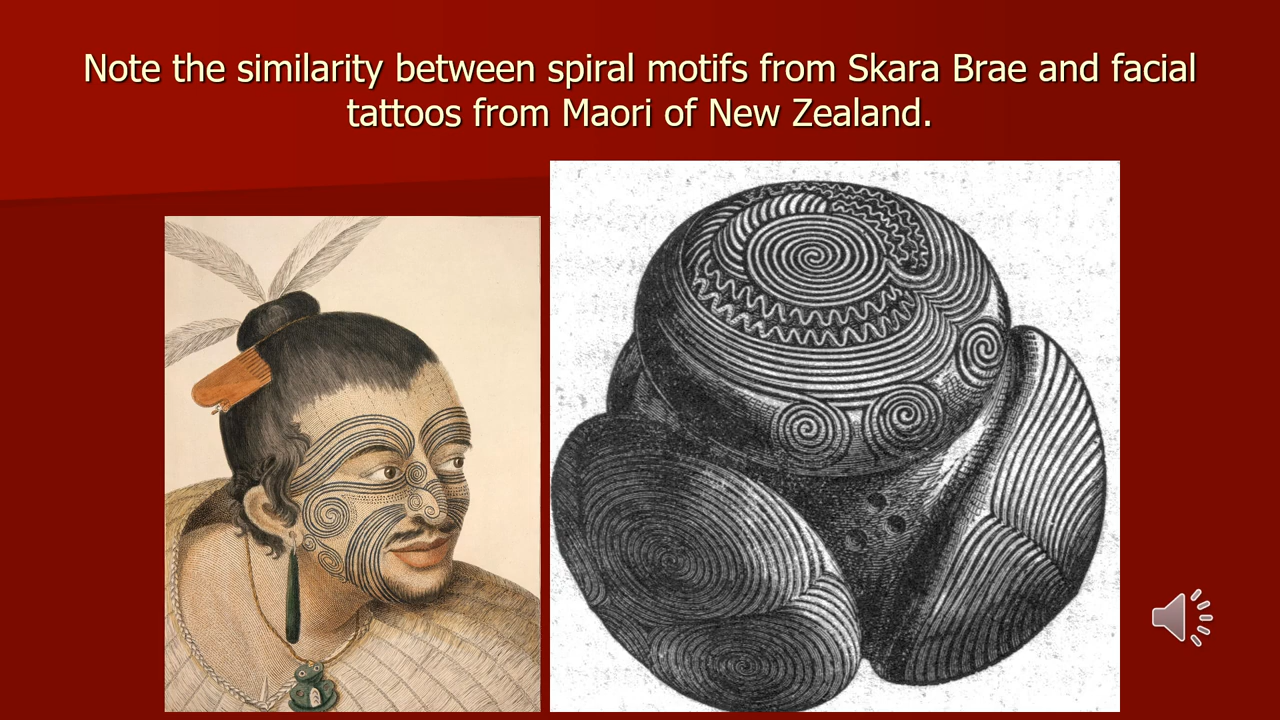 Note the similarity between spiral motifs from Skara Brae and facial
tattoos from Maori of New Zealand.